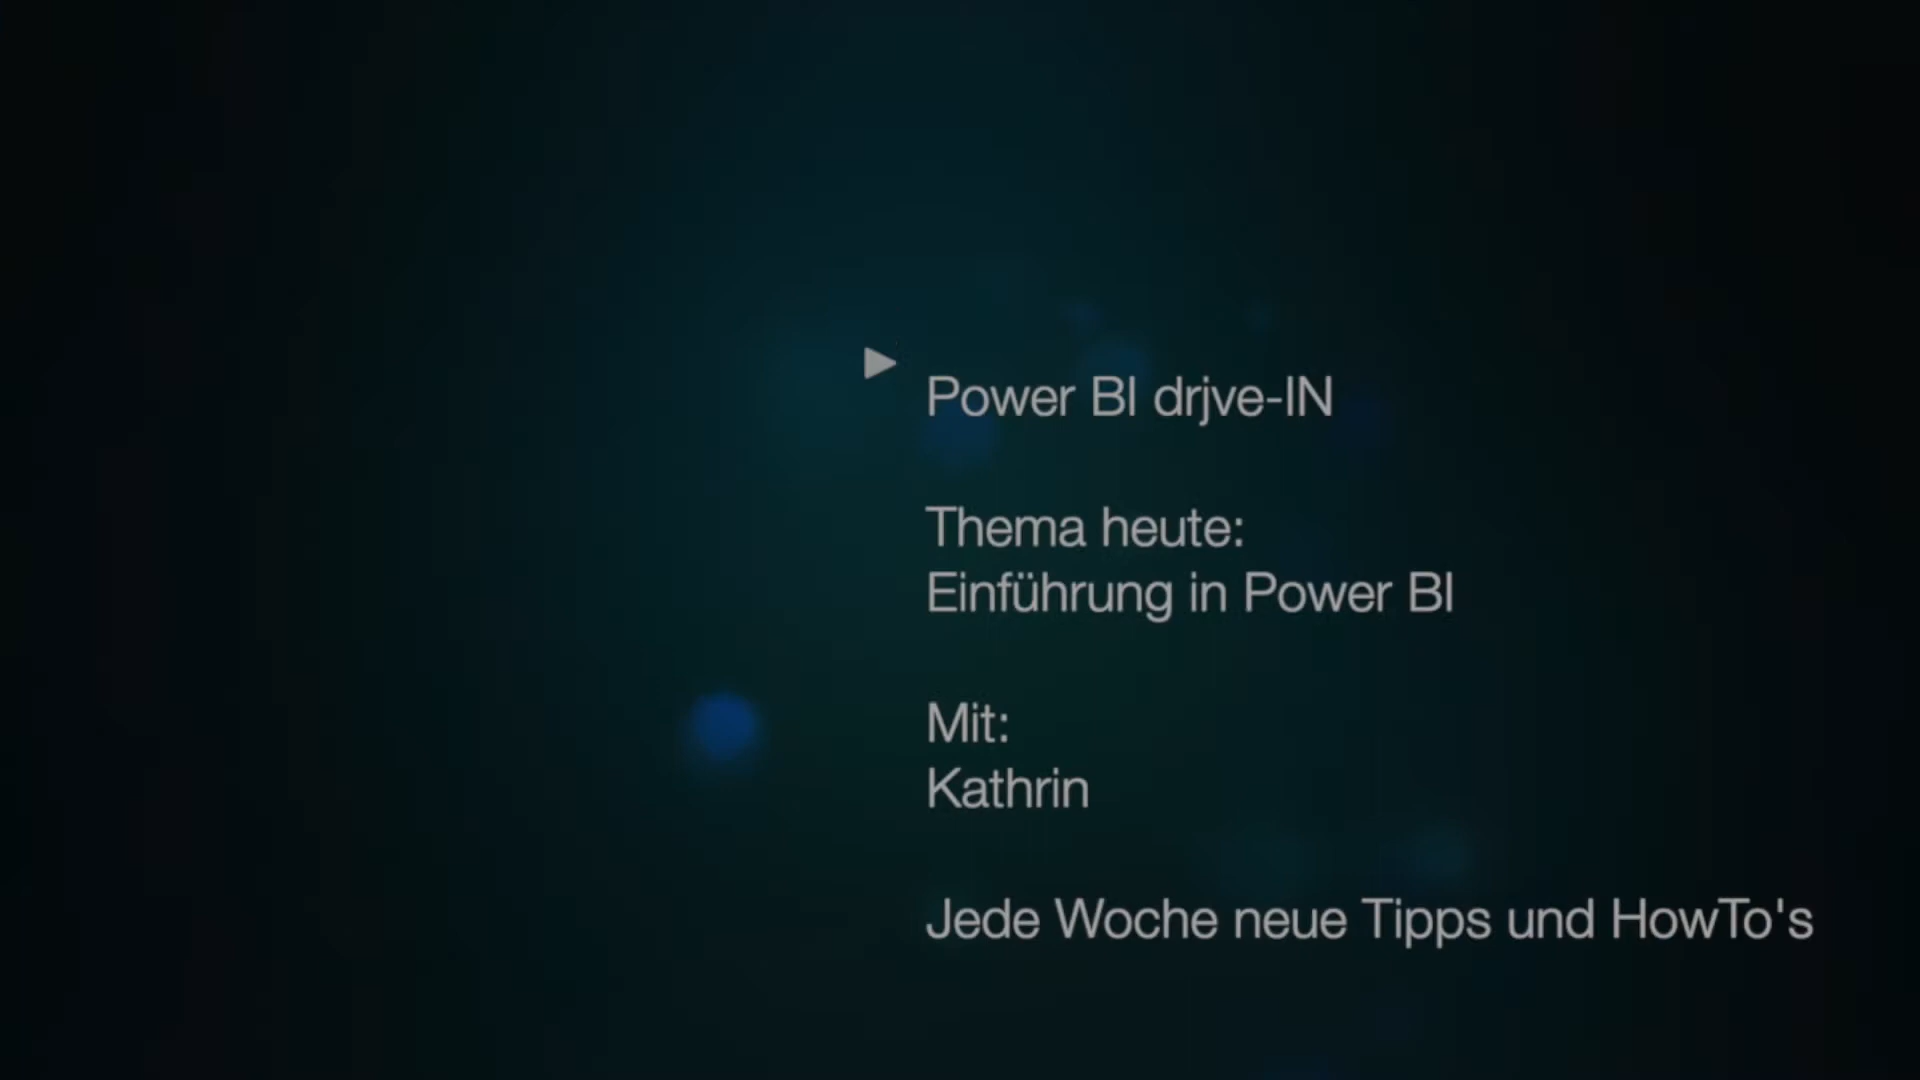 Power BI drjve-IN
Thema heute:
Einführung in Power BI
Mit:
Kathrin
Jede Woche neue Tipps und HowTo's